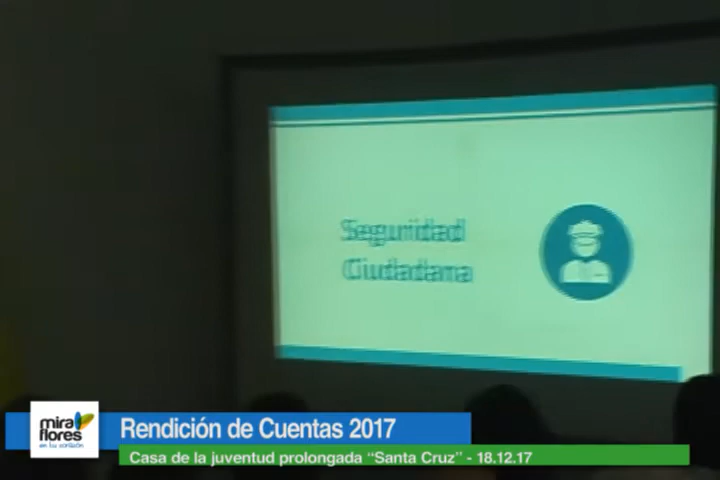 Seguridad
Ciudadana
mira
flores
en tu corazón
Rendición de Cuentas 2017
Casa de la juventud prolongada “Santa Cruz” - 18.12.17